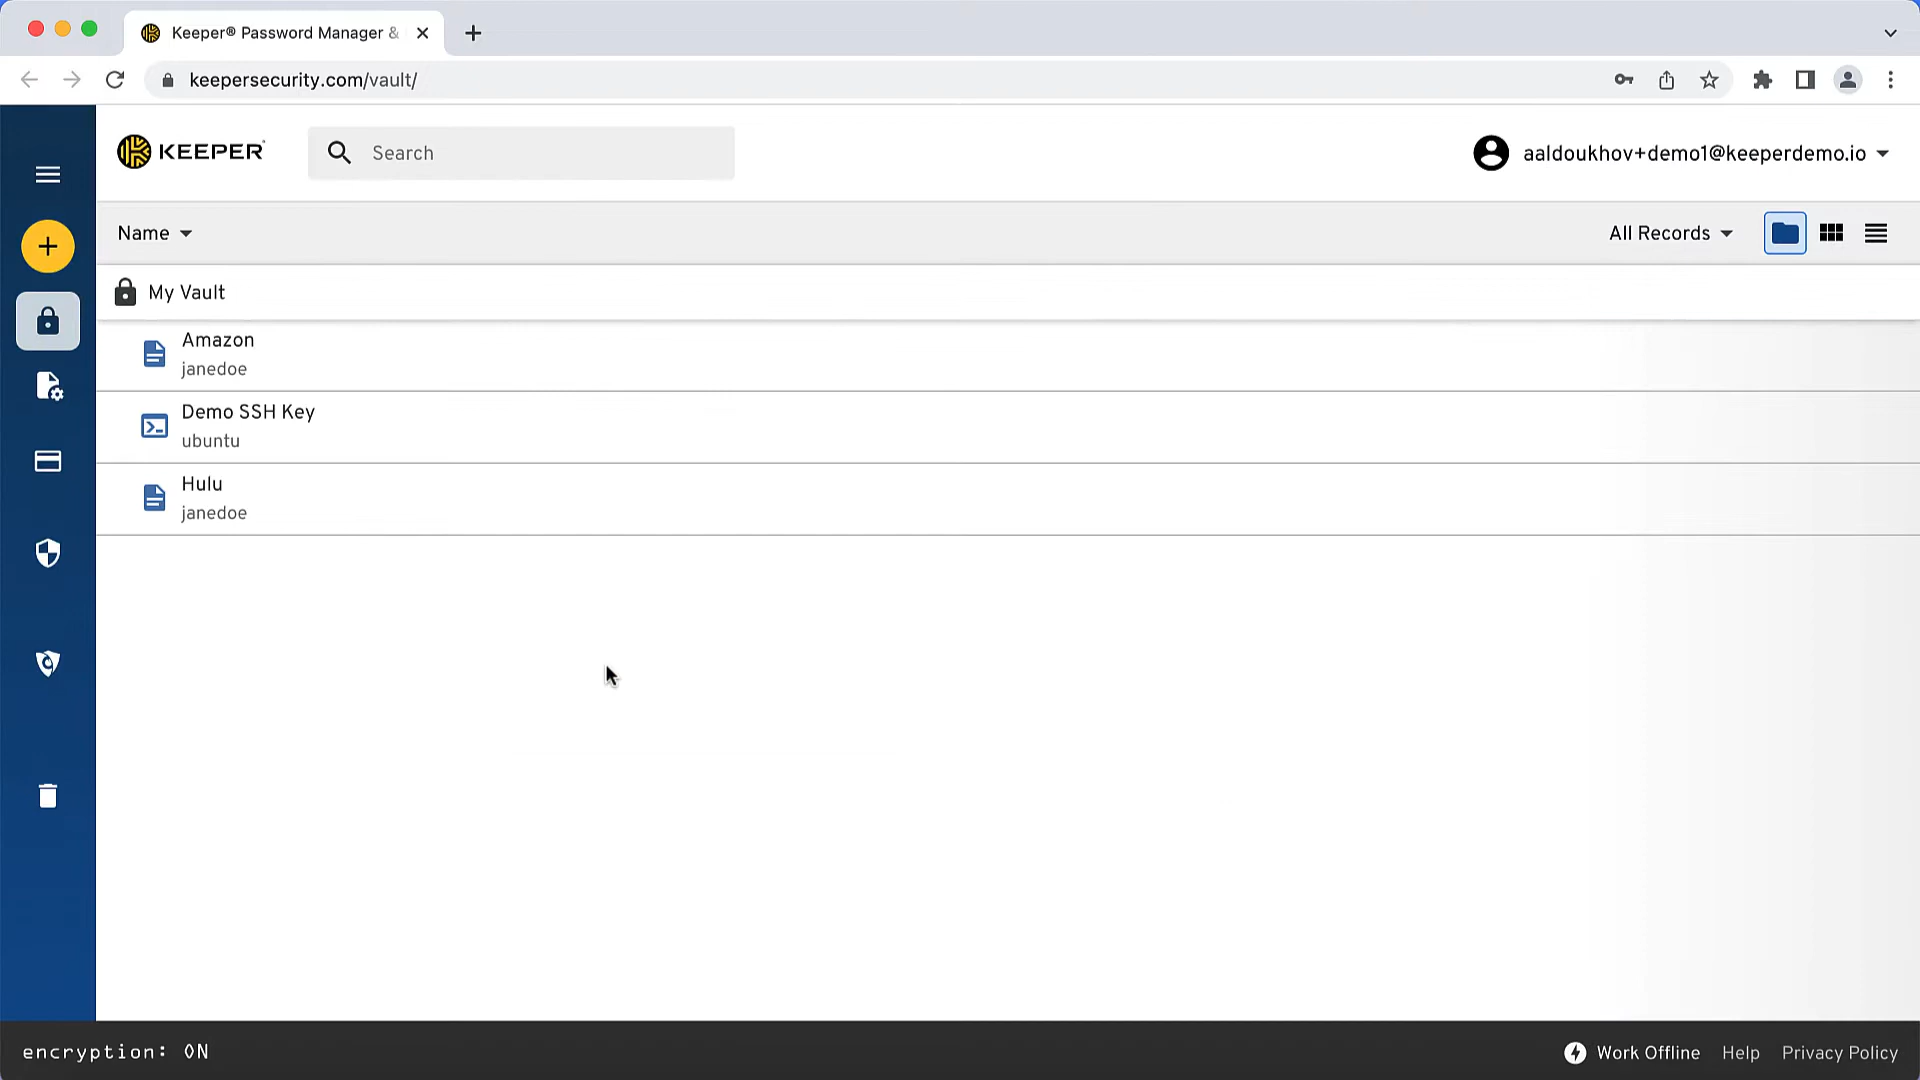 Keeper® Password Manager &
keepersecurity.com/vault/
KEEPER
Search
aaldoukhov+demo1@keeperdemo.io
Name
All Records
My Vault
Amazon
janedoe
Demo SSH Key
ubuntu
Hulu
janedoe
encryption: ON
Work Offline
Help
Privacy Policy